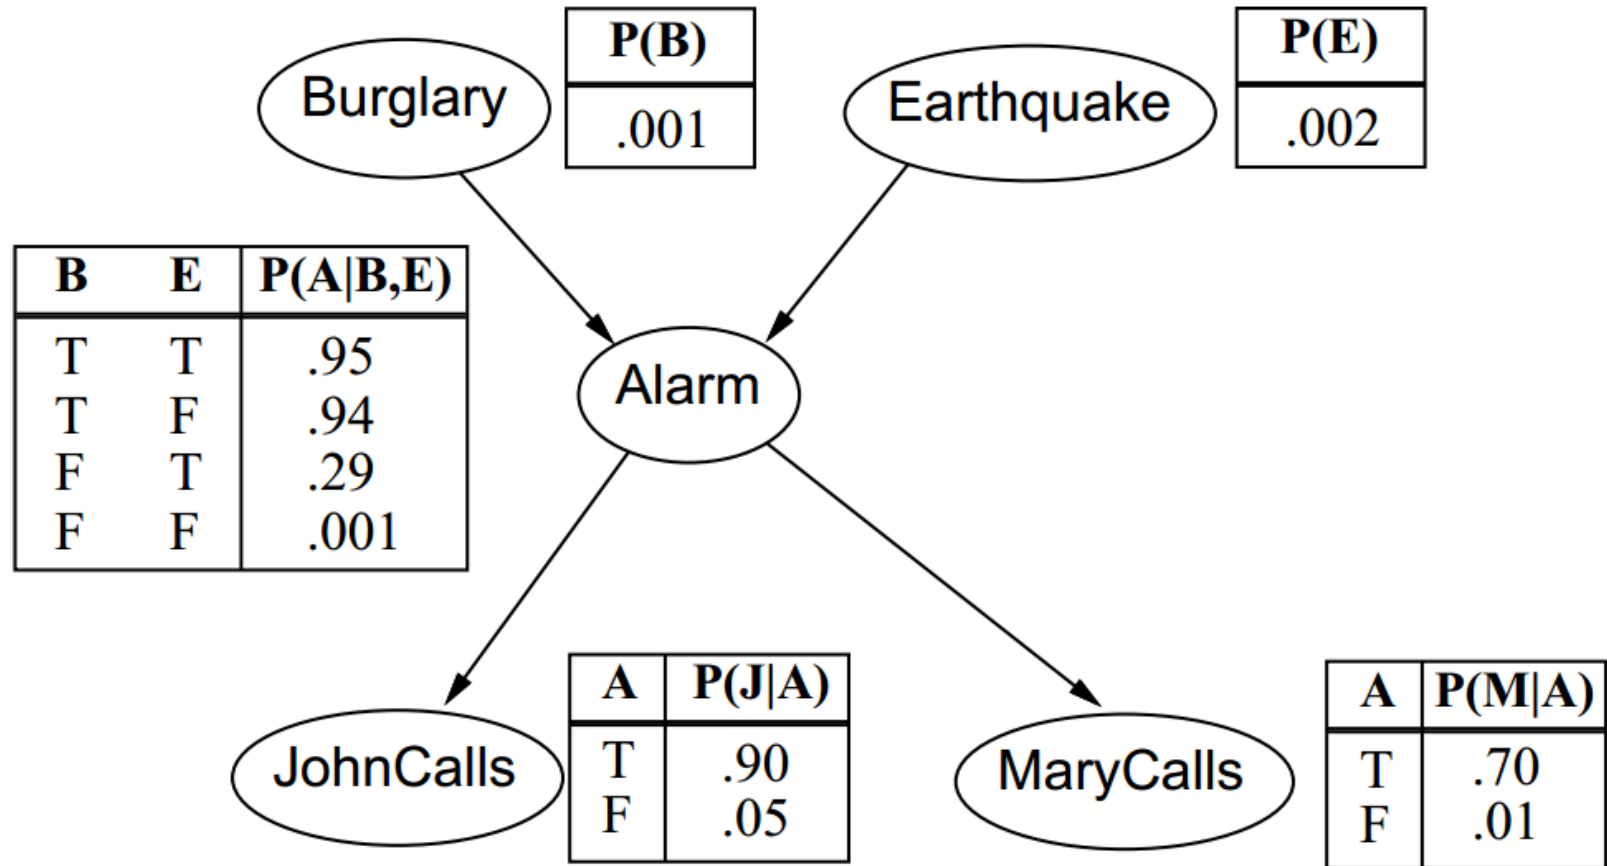 Burglary
P(B)
.001
Earthquake
P(E)
.002
B E P(A|B,E)
T T .95
T F .94
F T .29
F F .001
Alarm
JohnCalls
A P(J|A)
T .90
F .05
MaryCalls
A P(M|A)
T .70
F .01